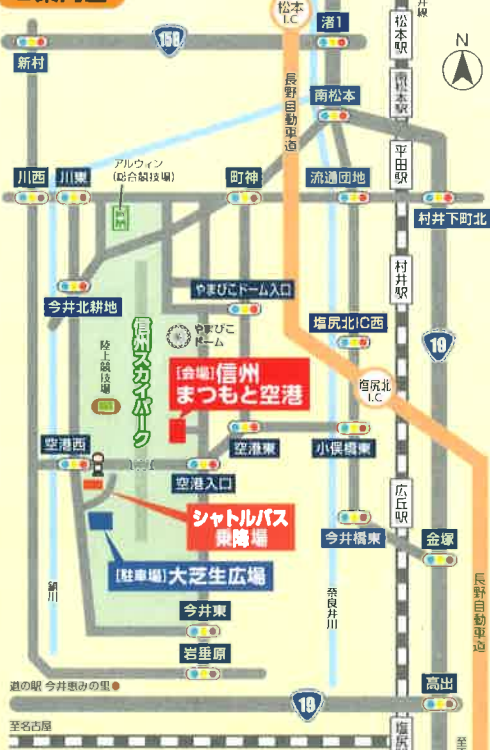 案内図
松本
I.C
渚1
松本駅
井線
N
158
新村
南松本
南松本駅
長野自動車道
平田駅
アルウィン
(総合競技場)
川西
川東
町神
流通団地
村井下町北
村井駅
やまびこドーム入口
今井北耕地
塩尻北IC西
19
信州スカイパーク
やまびこ
ドーム
陸上競技場
[会場]信州
まつもと空港
塩尻北
I.C
空港西
空港東
小俣橋東
空港入口
広丘駅
シャトルバス
乗降場
今井橋東
金塚
[駐車場]大芝生広場
鎖川
奈良井川
長野自動車道
今井東
岩垂原
道の駅 今井恵みの里
19
高出
至名古屋
塩尻
至